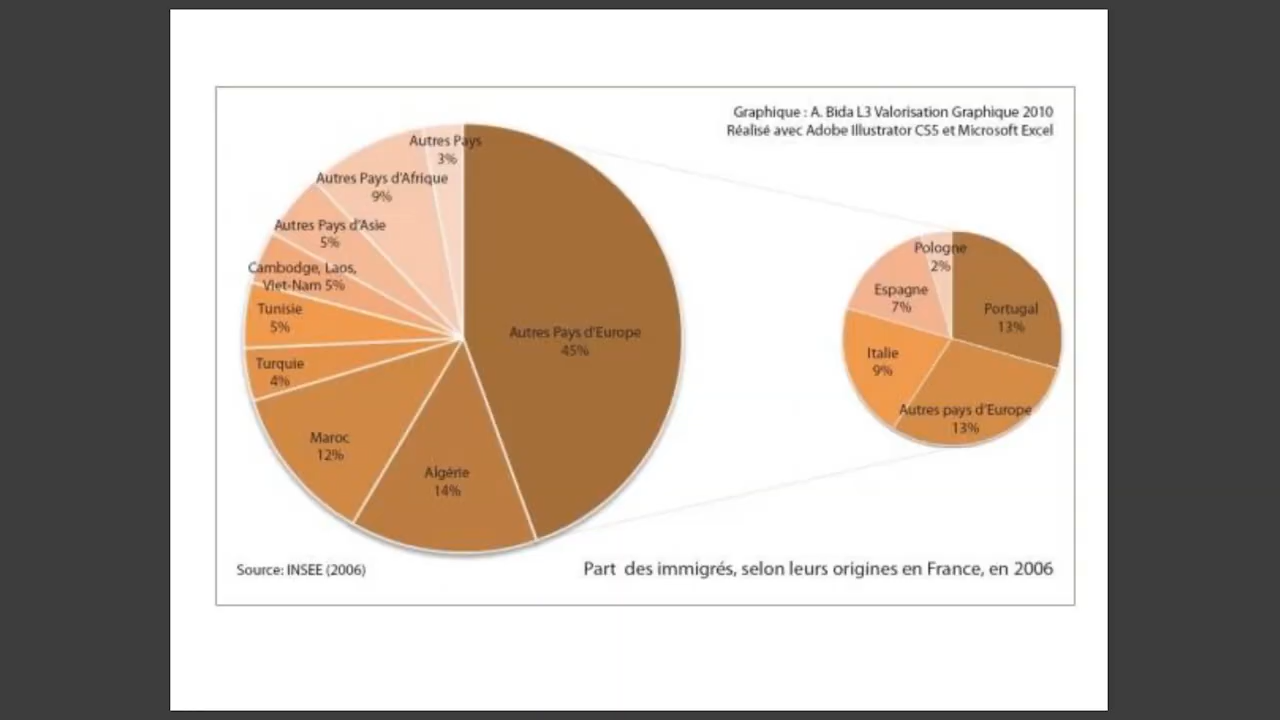 Graphique : A. Bida L3 Valorisation Graphique 2010
Réalisé avec Adobe Illustrator CS5 et Microsoft Excel
Autres Pays
3%
Autres Pays d'Afrique
9%
Autres Pays d'Asie
5%
Cambodge, Laos,
Viet-Nam 5%
Tunisie
5%
Turquie
4%
Maroc
12%
Algérie
14%
Autres Pays d'Europe
45%
Pologne
2%
Espagne
7%
Portugal
13%
Italie
9%
Autres pays d'Europe
13%
Source: INSEE (2006)
Part des immigrés, selon leurs origines en France, en 2006